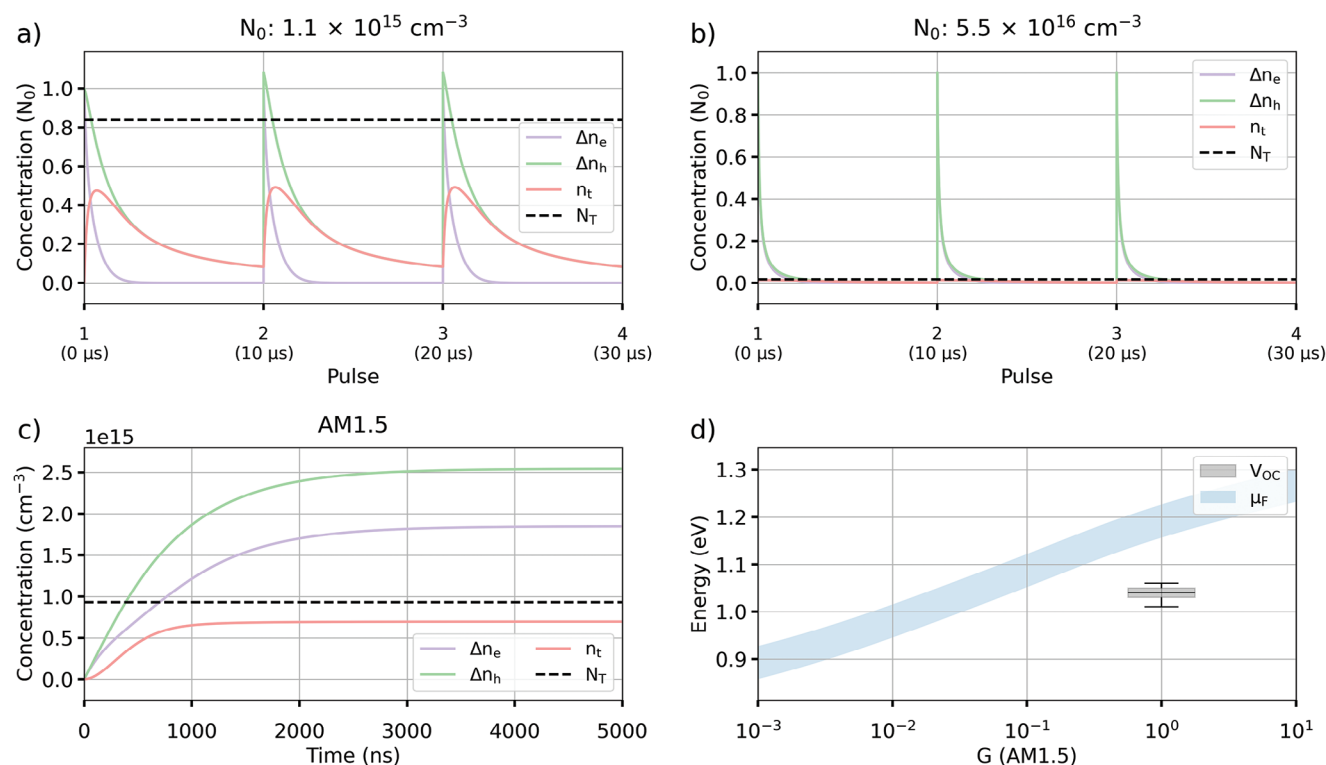 a)
N₀: 1.1 × 10¹⁵ cm⁻³
Concentration (N₀)
1.0
0.8
0.6
0.4
0.2
0.0
Δnₑ
Δnₕ
nₜ
N_T
1 2 3 4
(0 µs) (10 µs) (20 µs) (30 µs)
Pulse
b)
N₀: 5.5 × 10¹⁶ cm⁻³
Concentration (N₀)
1.0
0.8
0.6
0.4
0.2
0.0
Δnₑ
Δnₕ
nₜ
N_T
1 2 3 4
(0 µs) (10 µs) (20 µs) (30 µs)
Pulse
c)
AM1.5
1e15
Concentration (cm⁻³)
2.5
2.0
1.5
1.0
0.5
0.0
Δnₑ nₜ
Δnₕ N_T
0 1000 2000 3000 4000 5000
Time (ns)
d)
Energy (eV)
1.3
1.2
1.1
1.0
0.9
V_OC
µ_F
10⁻³ 10⁻² 10⁻¹ 10⁰ 10¹
G (AM1.5)